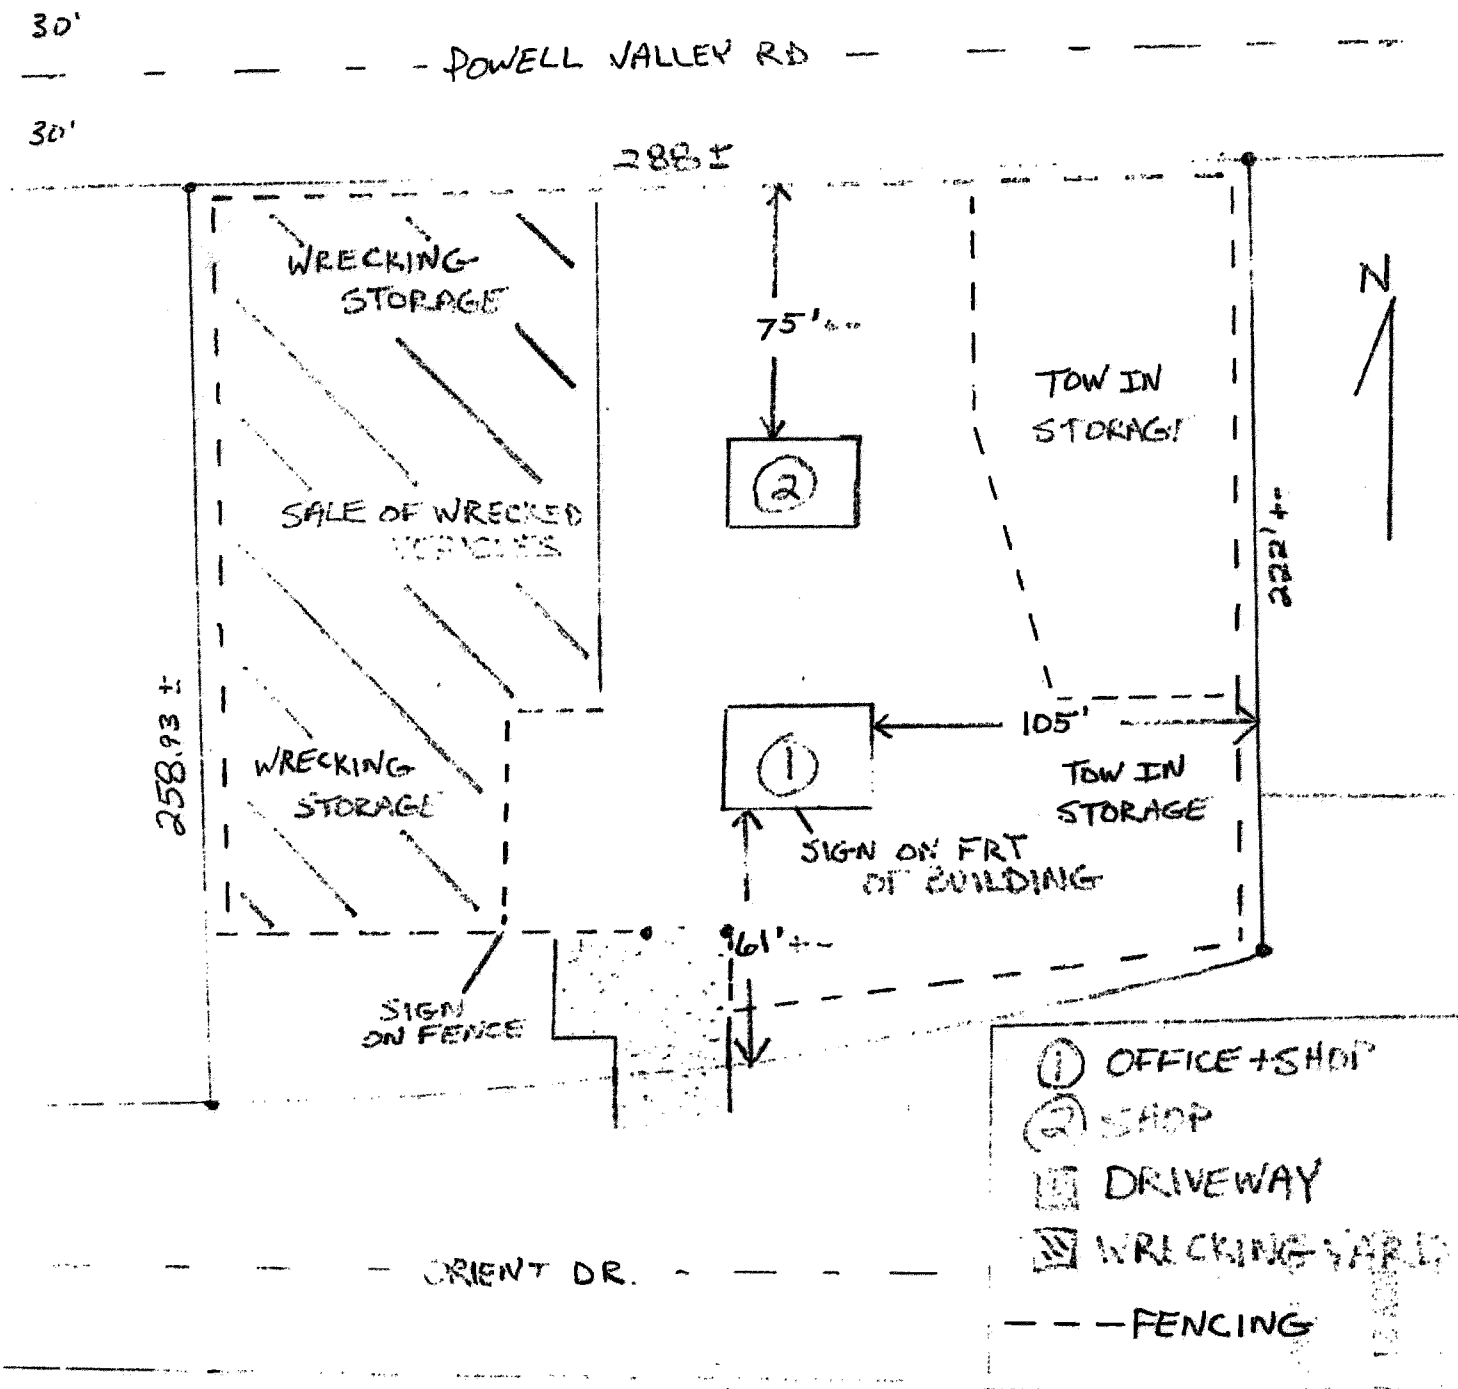 30'
POWELL VALLEY RD
30'
288 ±
N
WRECKING
STORAGE
75' +-
TOW IN
STORAGE
2
SALE OF WRECKED
VEHICLES
222' +-
258.93 ±
105'
1
WRECKING
STORAGE
TOW IN
STORAGE
SIGN ON FRT
OF BUILDING
61' +-
SIGN
ON FENCE
1 OFFICE + SHOP
2 SHOP
DRIVEWAY
WRECKING YARD
FENCING
ORIENT DR.